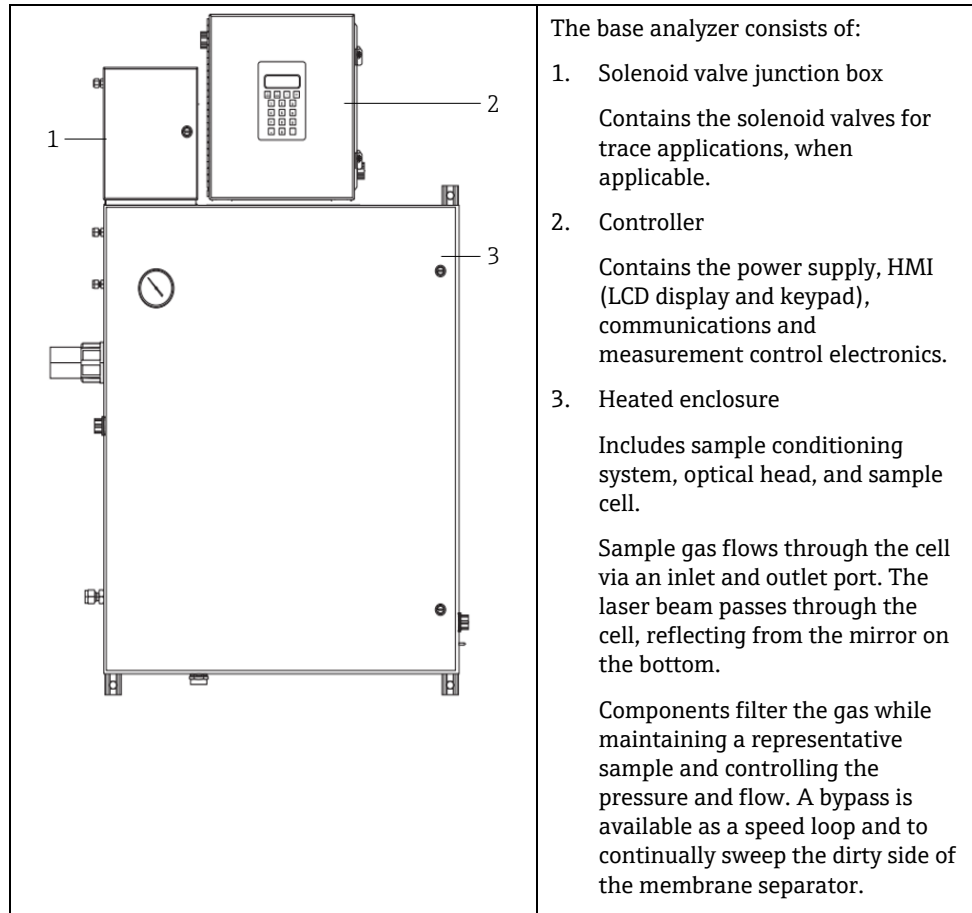 1
2
3
The base analyzer consists of:
1. Solenoid valve junction box
Contains the solenoid valves for
trace applications, when
applicable.
2. Controller
Contains the power supply, HMI
(LCD display and keypad),
communications and
measurement control electronics.
3. Heated enclosure
Includes sample conditioning
system, optical head, and sample
cell.
Sample gas flows through the cell
via an inlet and outlet port. The
laser beam passes through the
cell, reflecting from the mirror on
the bottom.
Components filter the gas while
maintaining a representative
sample and controlling the
pressure and flow. A bypass is
available as a speed loop and to
continually sweep the dirty side of
the membrane separator.